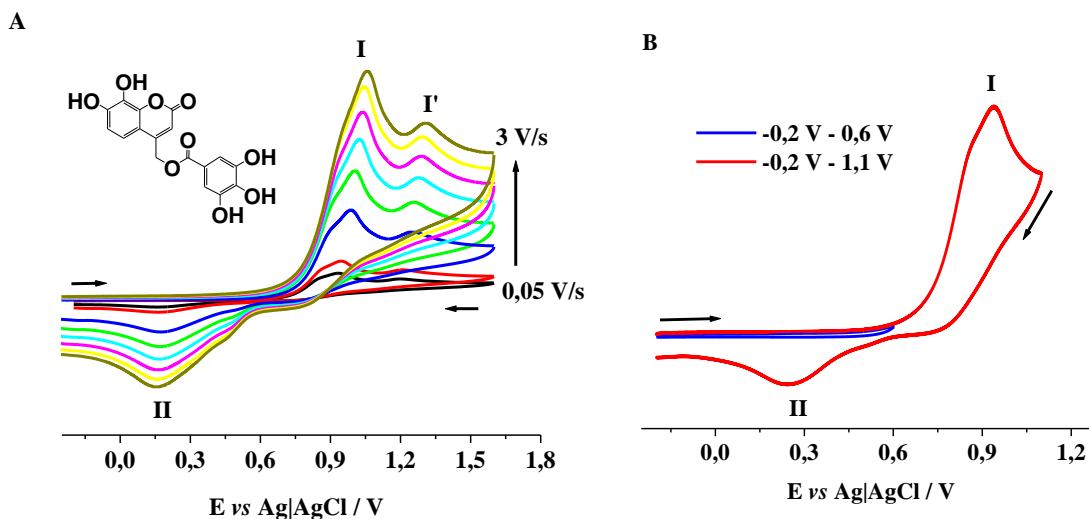 A
OH
HO
O
O
O
O
OH
OH
OH
I
I'
3 V/s
0,05 V/s
II
0,0 0,3 0,6 0,9 1,2 1,5 1,8
E vs Ag|AgCl / V
B
I
-0,2 V - 0,6 V
-0,2 V - 1,1 V
II
0,0 0,3 0,6 0,9 1,2
E vs Ag|AgCl / V